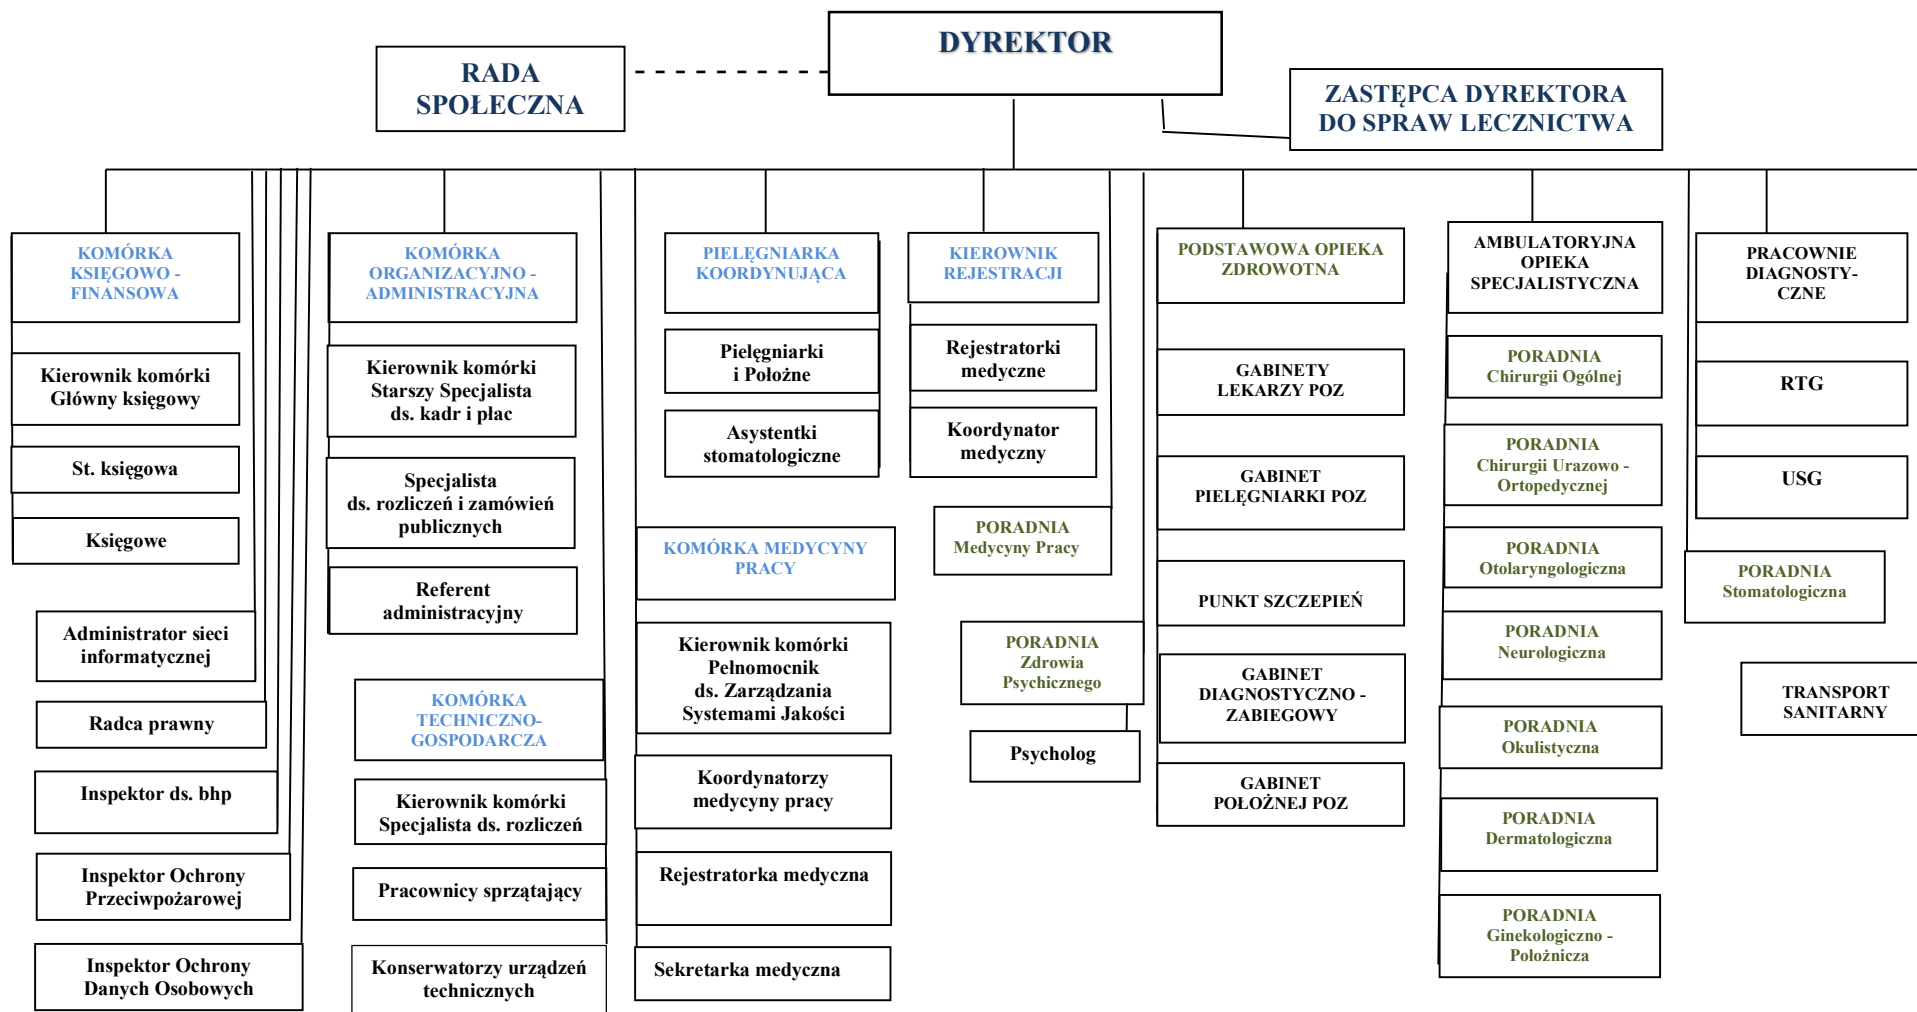 DYREKTOR
RADA
SPOŁECZNA
ZASTĘPCA DYREKTORA
DO SPRAW LECZNICTWA
KOMÓRKA
KSIĘGOWO -
FINANSOWA
Kierownik komórki
Główny księgowy
St. księgowa
Księgowe
Administrator sieci
informatycznej
Radca prawny
Inspektor ds. bhp
Inspektor Ochrony
Przeciwpożarowej
Inspektor Ochrony
Danych Osobowych
KOMÓRKA
ORGANIZACYJNO -
ADMINISTRACYJNA
Kierownik komórki
Starszy Specjalista
ds. kadr i płac
Specjalista
ds. rozliczeń i zamówień
publicznych
Referent
administracyjny
KOMÓRKA
TECHNICZNO-
GOSPODARCZA
Kierownik komórki
Specjalista ds. rozliczeń
Pracownicy sprzątający
Konserwatorzy urządzeń
technicznych
PIELĘGNIARKA
KOORDYNUJĄCA
Pielęgniarki
i Położne
Asystentki
stomatologiczne
KOMÓRKA MEDYCYNY
PRACY
Kierownik komórki
Pełnomocnik
ds. Zarządzania
Systemami Jakości
Koordynatorzy
medycyny pracy
Rejestratorka medyczna
Sekretarka medyczna
KIEROWNIK
REJESTRACJI
Rejestratorki
medyczne
Koordynator
medyczny
PORADNIA
Medycyny Pracy
PORADNIA
Zdrowia
Psychicznego
Psycholog
PODSTAWOWA OPIEKA
ZDROWOTNA
GABINETY
LEKARZY POZ
GABINET
PIELĘGNIARKI POZ
PUNKT SZCZEPIEŃ
GABINET
DIAGNOSTYCZNO -
ZABIEGOWY
GABINET
POŁOŻNEJ POZ
AMBULATORYJNA
OPIEKA
SPECJALISTYCZNA
PORADNIA
Chirurgii Ogólnej
PORADNIA
Chirurgii Urazowo -
Ortopedycznej
PORADNIA
Otolaryngologiczna
PORADNIA
Neurologiczna
PORADNIA
Okulistyczna
PORADNIA
Dermatologiczna
PORADNIA
Ginekologiczno -
Położnicza
PRACOWNIE
DIAGNOSTY-
CZNE
RTG
USG
PORADNIA
Stomatologiczna
TRANSPORT
SANITARNY